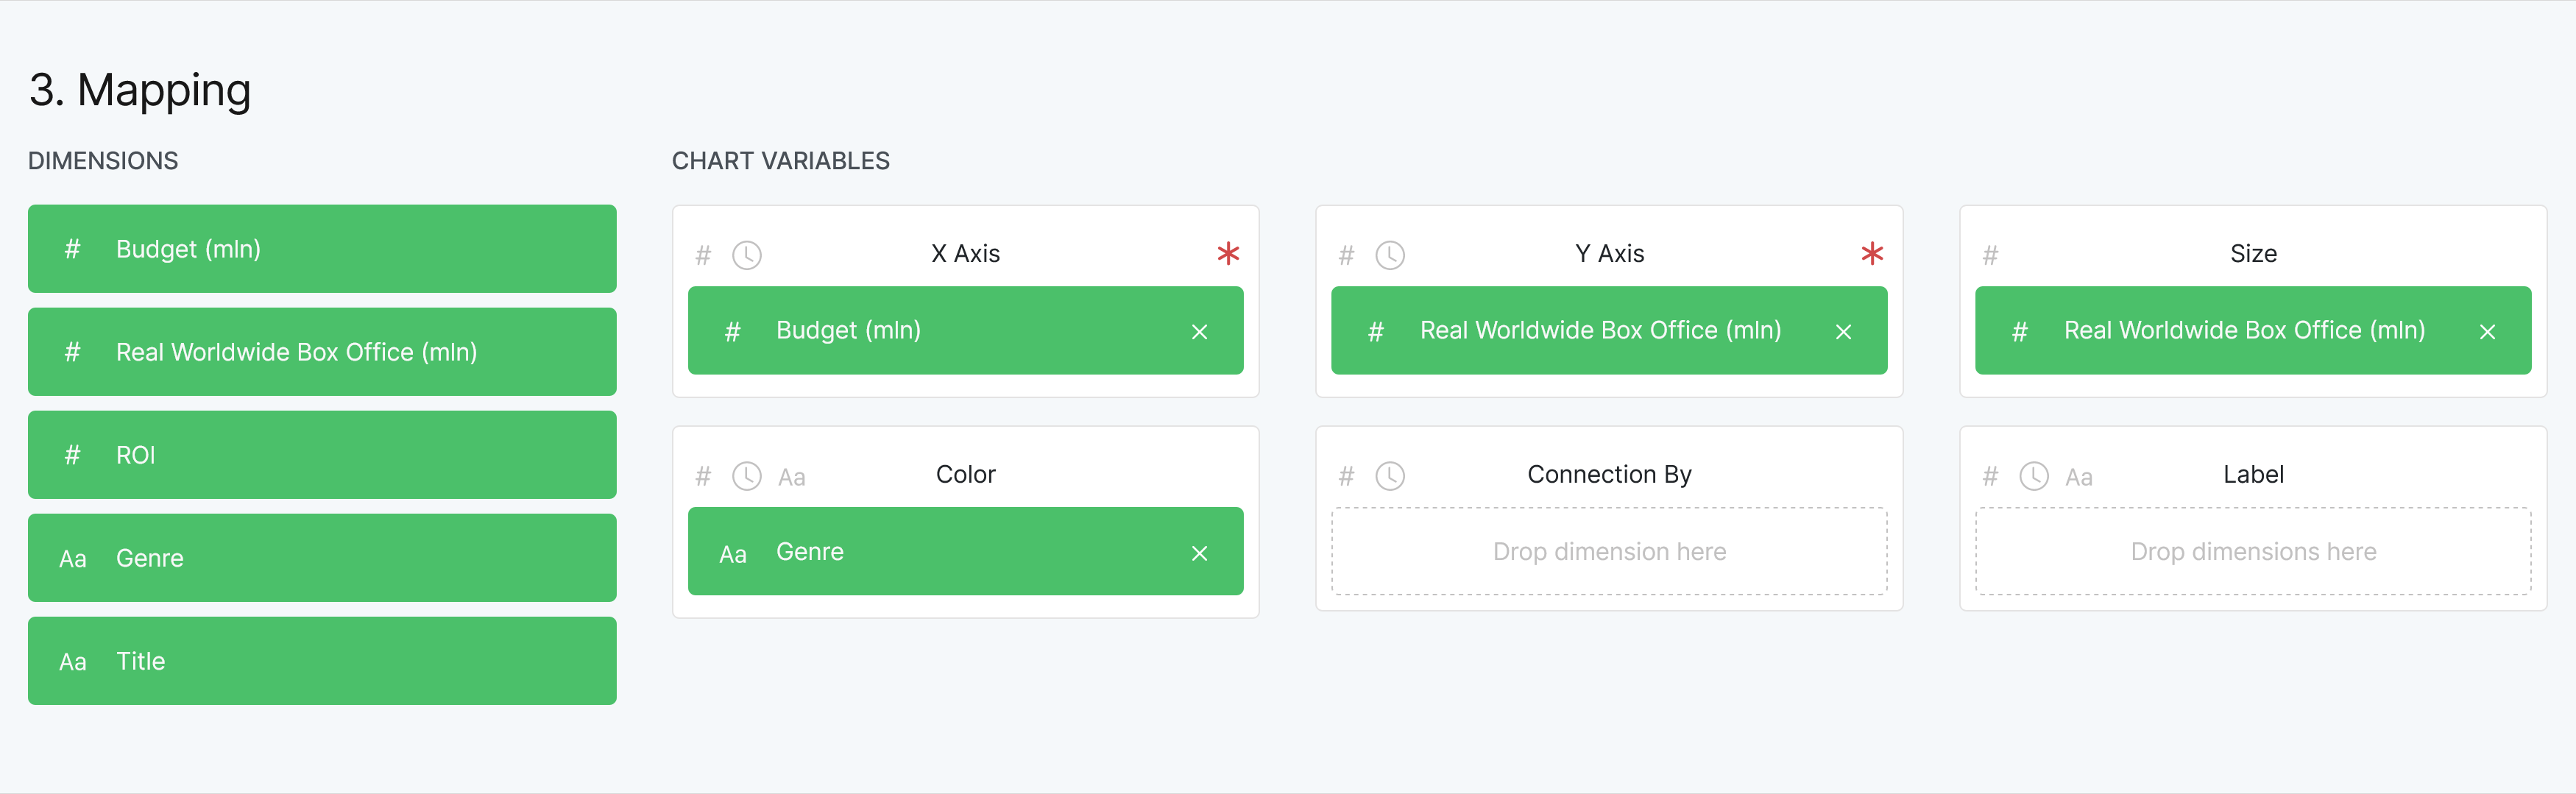 3. Mapping
DIMENSIONS
# Budget (mln)
# Real Worldwide Box Office (mln)
# ROI
Aa Genre
Aa Title
CHART VARIABLES
# X Axis *
# Budget (mln) ×
# Y Axis *
# Real Worldwide Box Office (mln) ×
# Size
# Real Worldwide Box Office (mln) ×
# Aa Color
Aa Genre ×
# Connection By
Drop dimension here
# Aa Label
Drop dimensions here